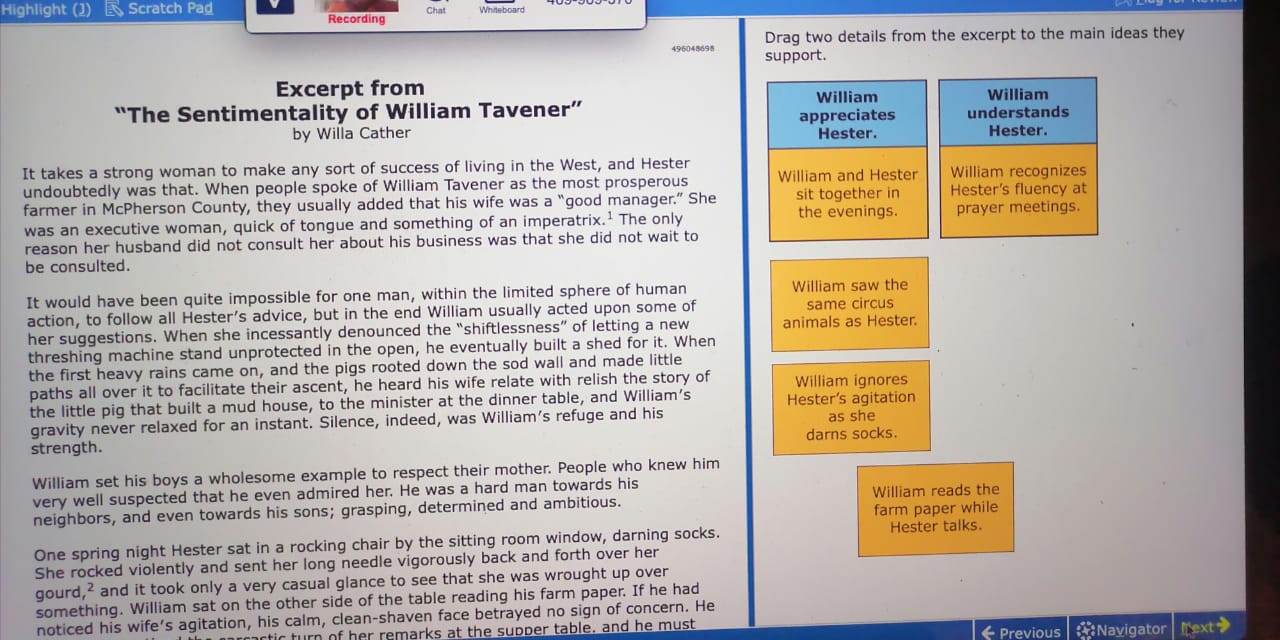 Highlight (1) Scratch Pad
Recording
Chat
Whiteboard
496048698
Excerpt from
“The Sentimentality of William Tavener”
by Willa Cather
It takes a strong woman to make any sort of success of living in the West, and Hester
undoubtedly was that. When people spoke of William Tavener as the most prosperous
farmer in McPherson County, they usually added that his wife was a “good manager.” She
was an executive woman, quick of tongue and something of an imperatrix.¹ The only
reason her husband did not consult her about his business was that she did not wait to
be consulted.
It would have been quite impossible for one man, within the limited sphere of human
action, to follow all Hester’s advice, but in the end William usually acted upon some of
her suggestions. When she incessantly denounced the “shiftlessness” of letting a new
threshing machine stand unprotected in the open, he eventually built a shed for it. When
the first heavy rains came on, and the pigs rooted down the sod wall and made little
paths all over it to facilitate their ascent, he heard his wife relate with relish the story of
the little pig that built a mud house, to the minister at the dinner table, and William’s
gravity never relaxed for an instant. Silence, indeed, was William’s refuge and his
strength.
William set his boys a wholesome example to respect their mother. People who knew him
very well suspected that he even admired her. He was a hard man towards his
neighbors, and even towards his sons; grasping, determined and ambitious.
One spring night Hester sat in a rocking chair by the sitting room window, darning socks.
She rocked violently and sent her long needle vigorously back and forth over her
gourd,² and it took only a very casual glance to see that she was wrought up over
something. William sat on the other side of the table reading his farm paper. If he had
noticed his wife’s agitation, his calm, clean-shaven face betrayed no sign of concern. He
turn of her remarks at the supper table, and he must
Drag two details from the excerpt to the main ideas they
support.
William
appreciates
Hester.
William and Hester
sit together in
the evenings.
William
understands
Hester.
William recognizes
Hester’s fluency at
prayer meetings.
William saw the
same circus
animals as Hester.
William ignores
Hester’s agitation
as she
darns socks.
William reads the
farm paper while
Hester talks.
Previous
Navigator
Next